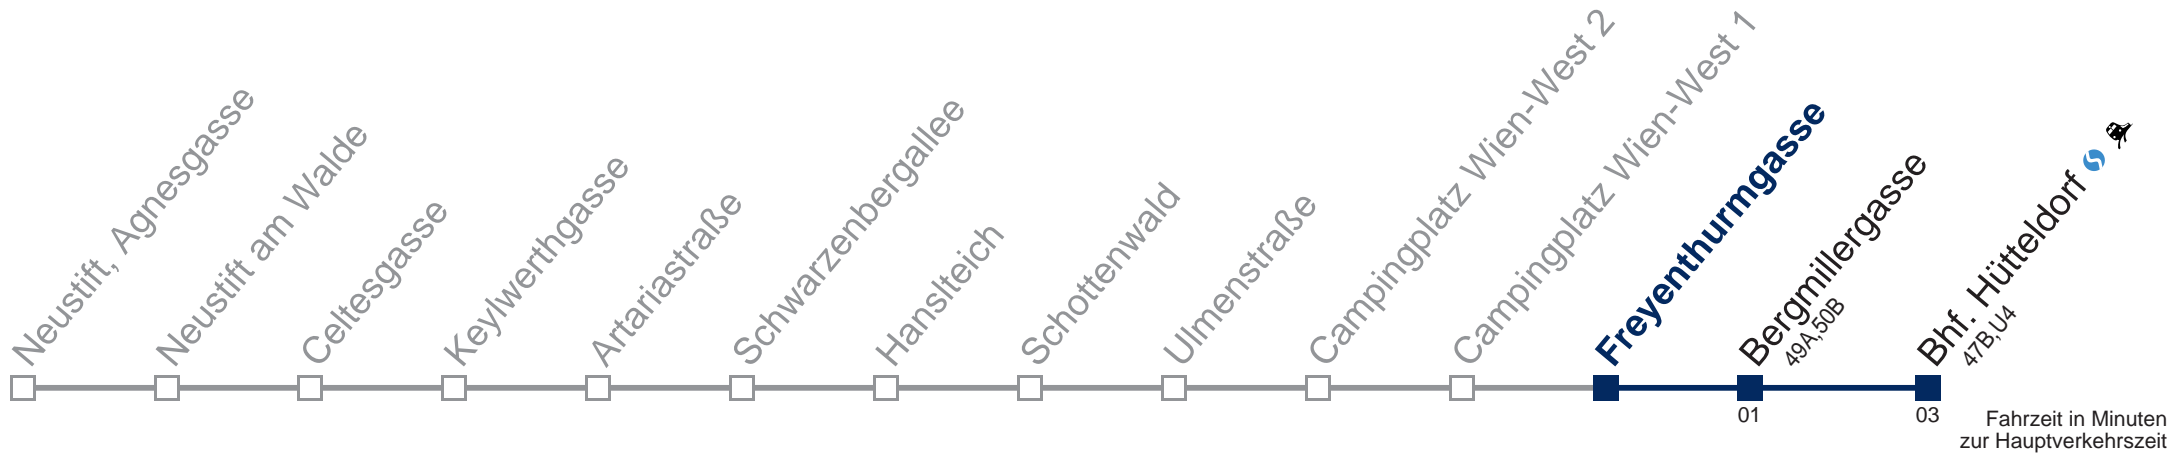 Neustift, Agnesgasse
Neustift am Walde
Celtesgasse
Keylwerthgasse
Artariastraße
Schwarzenbergallee
Hanslteich
Schottenwald
Ulmenstraße
Campingplatz Wien-West 2
Campingplatz Wien-West 1
Freyenthurmgasse
Bergmillergasse
49A,50B
Bhf. Hütteldorf
47B,U4
01
03
Fahrzeit in Minuten
zur Hauptverkehrszeit